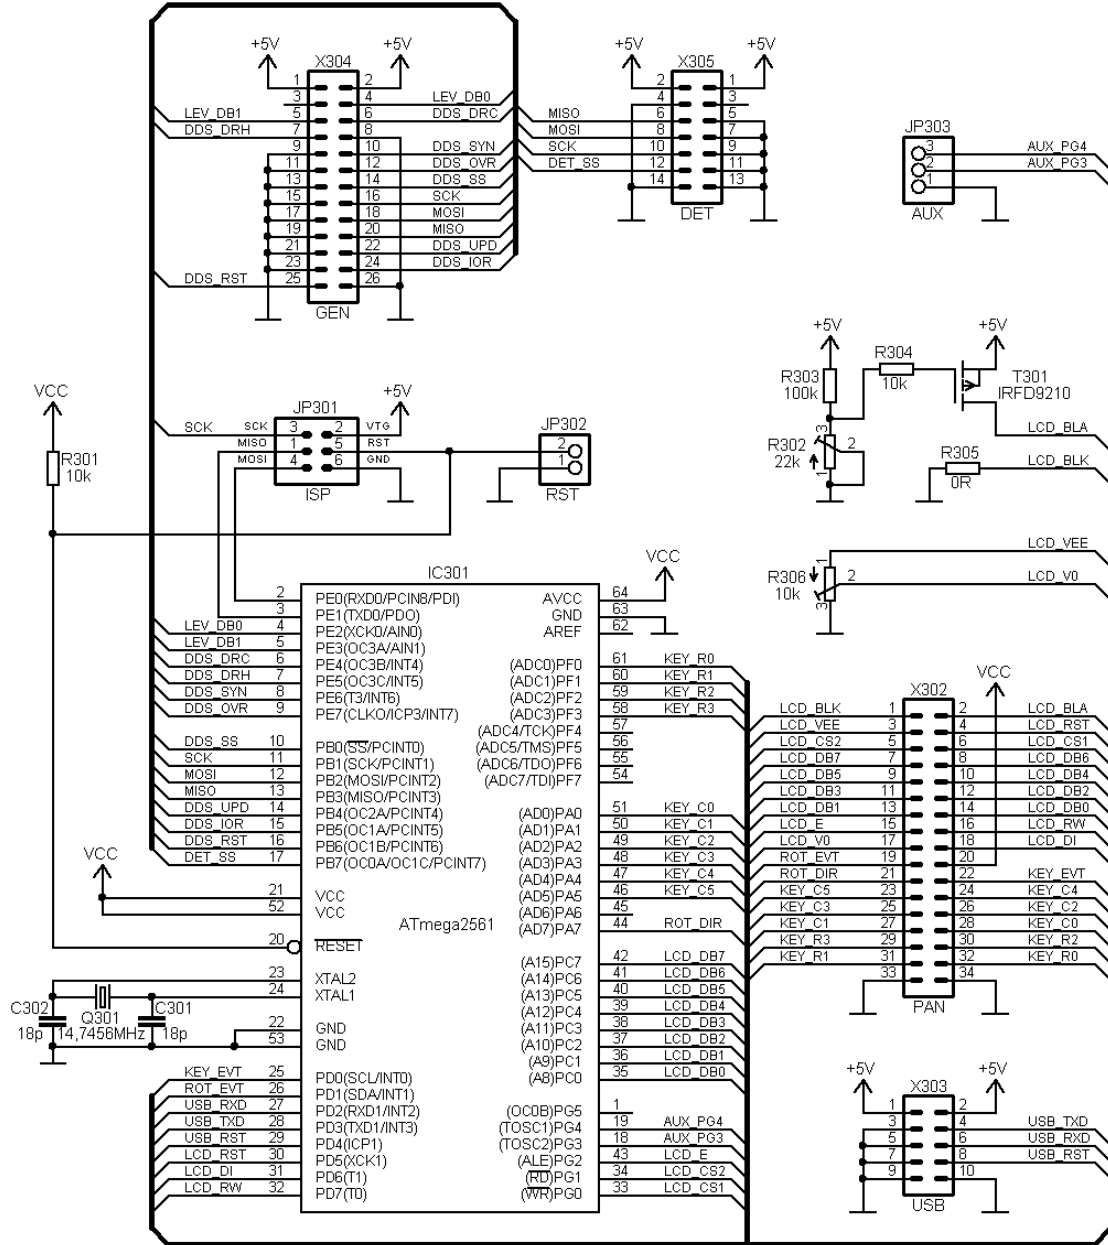 +5V +5V
X304
1 2
3 4 LEV_DB0
LEV_DB1 5 6 DDS_DRC
DDS_DRH 7 8
9 10 DDS_SYN
11 12 DDS_OVR
13 14 DDS_SS
15 16 SCK
17 18 MOSI
19 20 MISO
21 22 DDS_UPD
23 24 DDS_IOR
DDS_RST 25 26
GEN
+5V +5V
X305
2 1
4 3
MISO 6 5
MOSI 8 7
SCK 10 9
DET_SS 12 11
14 13
DET
JP303
3 AUX_PG4
2 AUX_PG3
1
AUX
+5V +5V
R303
100k
R304
10k
T301
IRFD9210
LCD_BLA
R302
22k
3
2
1
R305
0R
LCD_BLK
LCD_VEE
LCD_V0
R306
10k
1
2
3
VCC
R301
10k
+5V
JP301
SCK SCK 3 2 VTG
MISO 1 5 RST
MOSI 4 6 GND
ISP
JP302
2
1
RST
IC301
VCC
2 PE0(RXD0/PCIN8/PDI)
3 PE1(TXD0/PDO)
LEV_DB0 4 PE2(XCK0/AIN0)
LEV_DB1 5 PE3(OC3A/AIN1)
DDS_DRC 6 PE4(OC3B/INT4)
DDS_DRH 7 PE5(OC3C/INT5)
DDS_SYN 8 PE6(T3/INT6)
DDS_OVR 9 PE7(CLKO/ICP3/INT7)
DDS_SS 10 PB0(SS/PCINT0)
SCK 11 PB1(SCK/PCINT1)
MOSI 12 PB2(MOSI/PCINT2)
MISO 13 PB3(MISO/PCINT3)
DDS_UPD 14 PB4(OC2A/PCINT4)
DDS_IOR 15 PB5(OC1A/PCINT5)
DDS_RST 16 PB6(OC1B/PCINT6)
DET_SS 17 PB7(OC0A/OC1C/PCINT7)
VCC
21 VCC
52 VCC
ATmega2561
20 RESET
23 XTAL2
24 XTAL1
C302
18p
Q301
14,7456MHz
C301
18p
22 GND
53 GND
KEY_EVT 25 PD0(SCL/INT0)
ROT_EVT 26 PD1(SDA/INT1)
USB_RXD 27 PD2(RXD1/INT2)
USB_TXD 28 PD3(TXD1/INT3)
USB_RST 29 PD4(ICP1)
LCD_RST 30 PD5(XCK1)
LCD_DI 31 PD6(T1)
LCD_RW 32 PD7(T0)
AVCC 64
GND 63
AREF 62
(ADC0)PF0 61 KEY_R0
(ADC1)PF1 60 KEY_R1
(ADC2)PF2 59 KEY_R2
(ADC3)PF3 58 KEY_R3
(ADC4/TCK)PF4 57
(ADC5/TMS)PF5 56
(ADC6/TDO)PF6 55
(ADC7/TDI)PF7 54
(AD0)PA0 51 KEY_C0
(AD1)PA1 50 KEY_C1
(AD2)PA2 49 KEY_C2
(AD3)PA3 48 KEY_C3
(AD4)PA4 47 KEY_C4
(AD5)PA5 46 KEY_C5
(AD6)PA6 45
(AD7)PA7 44 ROT_DIR
(A15)PC7 42 LCD_DB7
(A14)PC6 41 LCD_DB6
(A13)PC5 40 LCD_DB5
(A12)PC4 39 LCD_DB4
(A11)PC3 38 LCD_DB3
(A10)PC2 37 LCD_DB2
(A9)PC1 36 LCD_DB1
(A8)PC0 35 LCD_DB0
(OC0B)PG5 1
(TOSC1)PG4 19 AUX_PG4
(TOSC2)PG3 18 AUX_PG3
(ALE)PG2 43 LCD_E
(RD)PG1 34 LCD_CS2
(WR)PG0 33 LCD_CS1
VCC
X302
LCD_BLK 1 2 LCD_BLA
LCD_VEE 3 4 LCD_RST
LCD_CS2 5 6 LCD_CS1
LCD_DB7 7 8 LCD_DB6
LCD_DB5 9 10 LCD_DB4
LCD_DB3 11 12 LCD_DB2
LCD_DB1 13 14 LCD_DB0
LCD_E 15 16 LCD_RW
LCD_V0 17 18 LCD_DI
ROT_EVT 19 20
ROT_DIR 21 22 KEY_EVT
KEY_C5 23 24 KEY_C4
KEY_C3 25 26 KEY_C2
KEY_C1 27 28 KEY_C0
KEY_R3 29 30 KEY_R2
KEY_R1 31 32 KEY_R0
33 34
PAN
+5V +5V
X303
1 2
3 4 USB_TXD
5 6 USB_RXD
7 8 USB_RST
9 10
USB